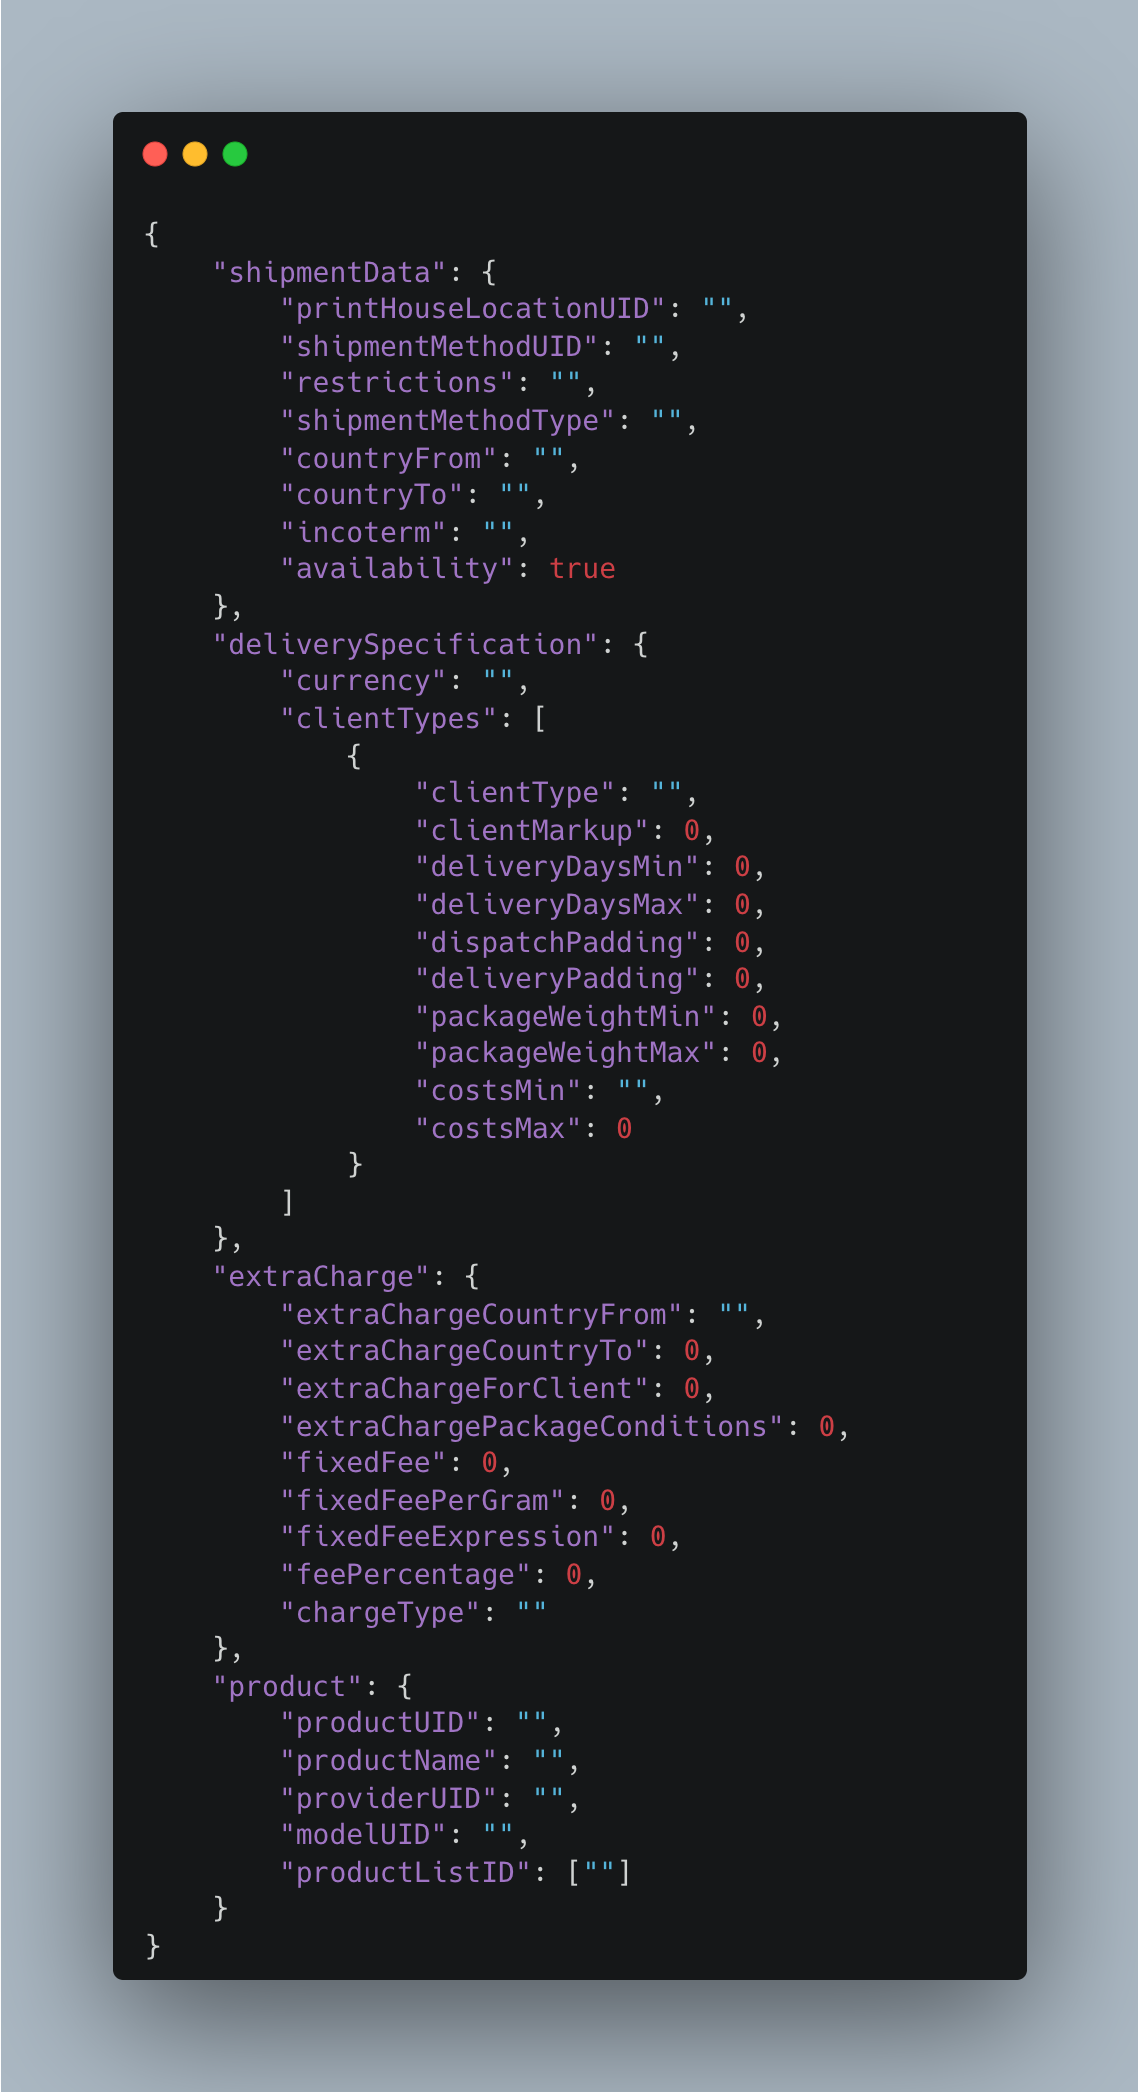 {
    "shipmentData": {
        "printHouseLocationUID": "",
        "shipmentMethodUID": "",
        "restrictions": "",
        "shipmentMethodType": "",
        "countryFrom": "",
        "countryTo": "",
        "incoterm": "",
        "availability": true
    },
    "deliverySpecification": {
        "currency": "",
        "clientTypes": [
            {
                "clientType": "",
                "clientMarkup": 0,
                "deliveryDaysMin": 0,
                "deliveryDaysMax": 0,
                "dispatchPadding": 0,
                "deliveryPadding": 0,
                "packageWeightMin": 0,
                "packageWeightMax": 0,
                "costsMin": "",
                "costsMax": 0
            }
        ]
    },
    "extraCharge": {
        "extraChargeCountryFrom": "",
        "extraChargeCountryTo": 0,
        "extraChargeForClient": 0,
        "extraChargePackageConditions": 0,
        "fixedFee": 0,
        "fixedFeePerGram": 0,
        "fixedFeeExpression": 0,
        "feePercentage": 0,
        "chargeType": ""
    },
    "product": {
        "productUID": "",
        "productName": "",
        "providerUID": "",
        "modelUID": "",
        "productListID": [""]
    }
}